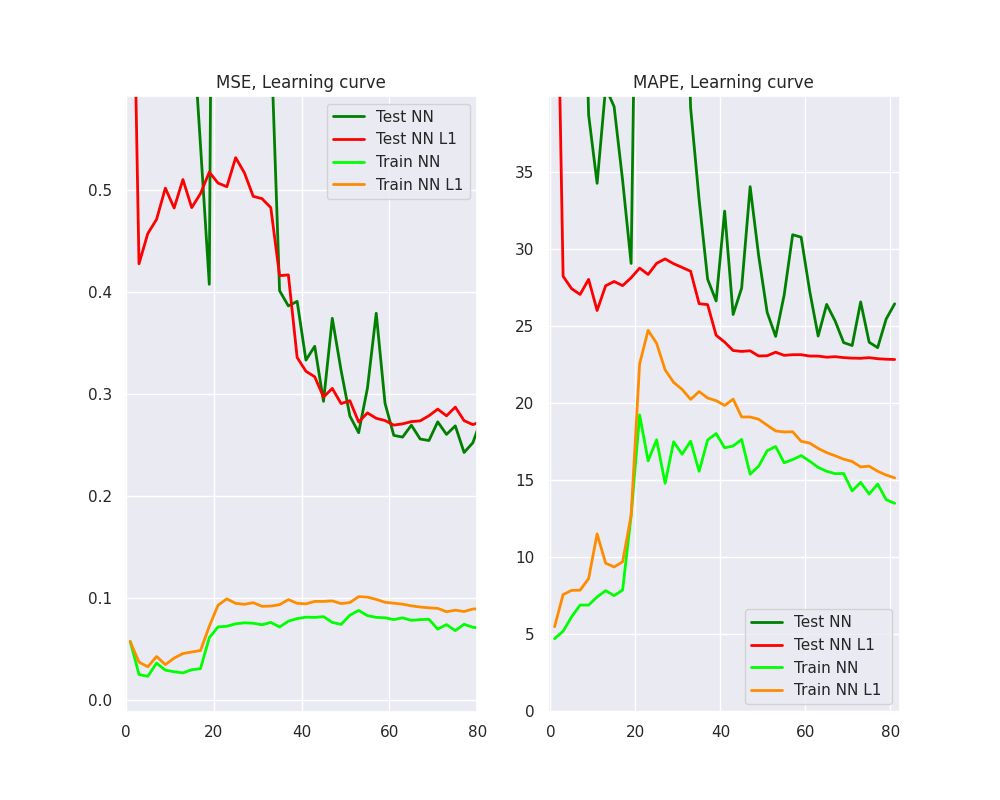 MSE, Learning curve
Test NN
Test NN L1
Train NN
Train NN L1
0.5
0.4
0.3
0.2
0.1
0.0
0 20 40 60 80
MAPE, Learning curve
35
30
25
20
15
10
5
0
Test NN
Test NN L1
Train NN
Train NN L1
0 20 40 60 80